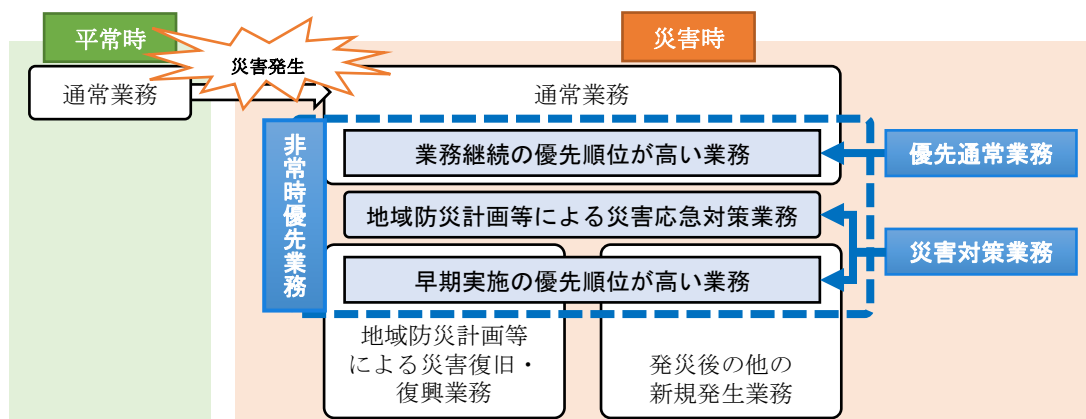 平常時
災害時
災害発生
通常業務
通常業務
非常時優先業務
業務継続の優先順位が高い業務
優先通常業務
地域防災計画等による災害応急対策業務
災害対策業務
早期実施の優先順位が高い業務
地域防災計画等
による災害復旧・
復興業務
発災後の他の
新規発生業務